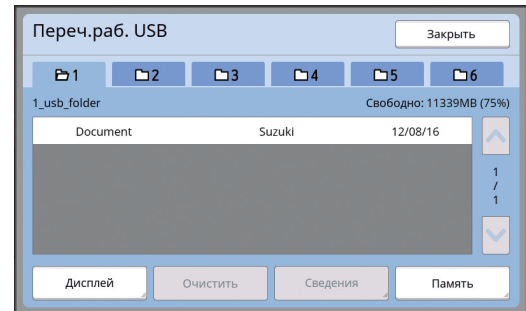 Переч.раб. USB Закрыть
1 2 3 4 5 6
1_usb_folder Свободно: 11339MB (75%)
Document Suzuki 12/08/16
1
/
1
Дисплей Очистить Сведения Память